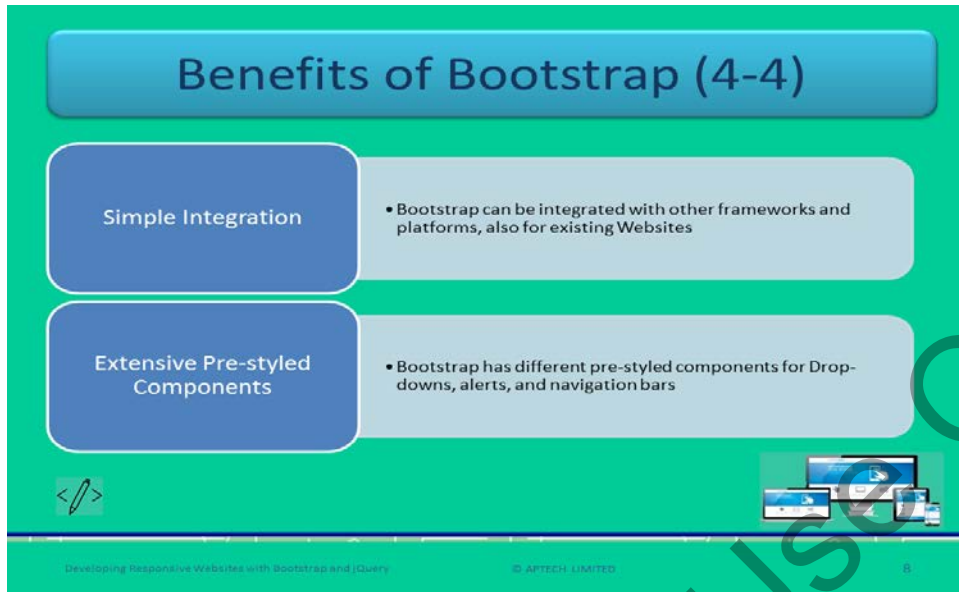 Benefits of Bootstrap (4-4)
Simple Integration
• Bootstrap can be integrated with other frameworks and
platforms, also for existing Websites
Extensive Pre-styled
Components
• Bootstrap has different pre-styled components for Drop-
downs, alerts, and navigation bars
</>
Developing Responsive Websites with Bootstrap and jQuery
© APTECH LIMITED
8
Use